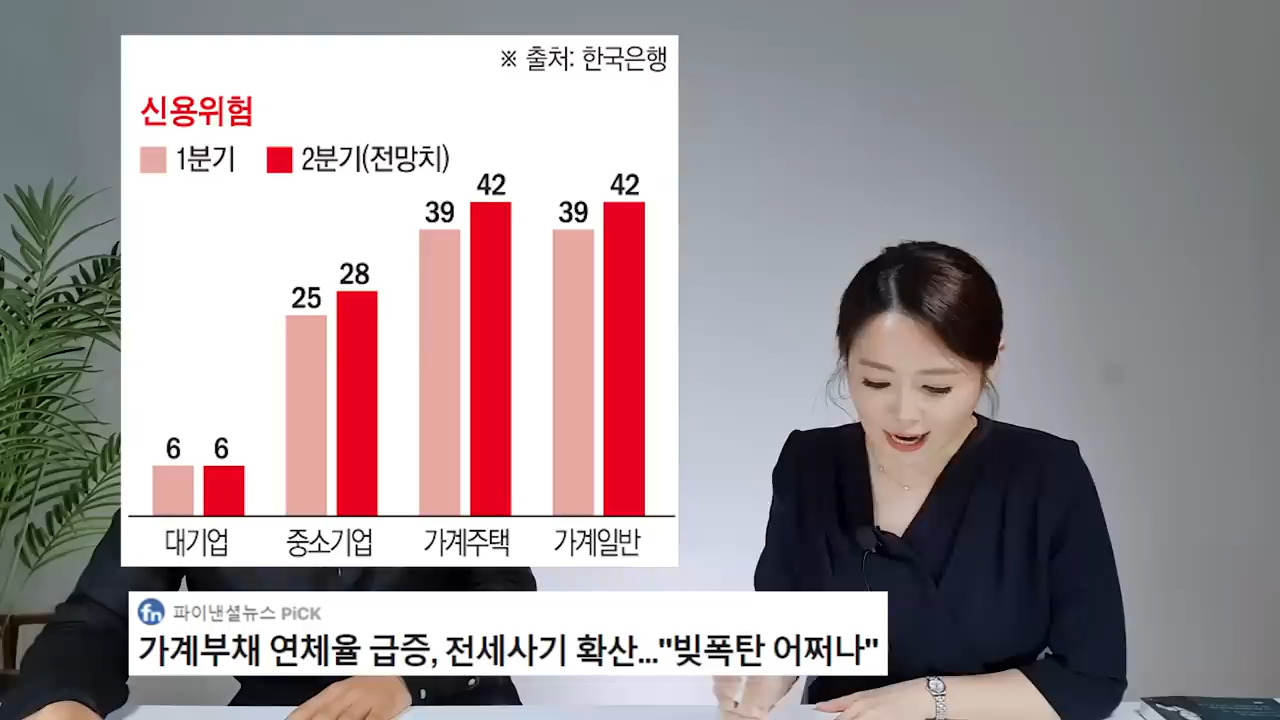 ※ 출처: 한국은행
신용위험
1분기 2분기(전망치)
6 6 25 28 39 42 39 42
대기업 중소기업 가계주택 가계일반
fn 파이낸셜뉴스 PiCK
가계부채 연체율 급증, 전세사기 확산..."빚폭탄 어쩌나"